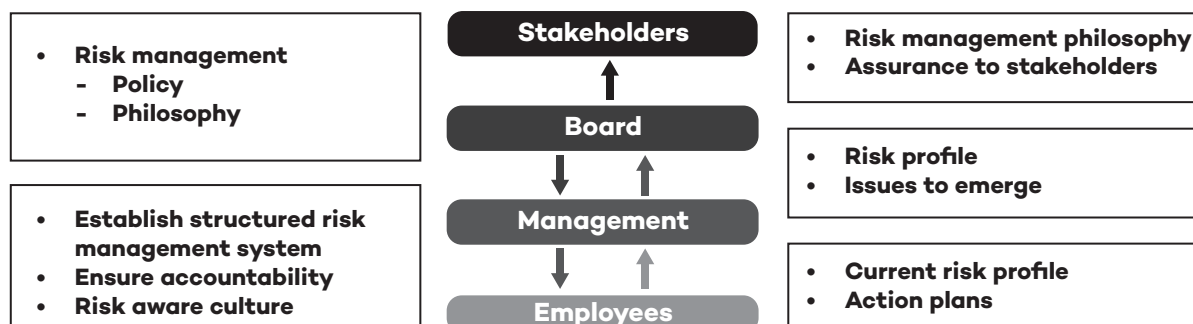 • Risk management
- Policy
- Philosophy
• Establish structured risk
management system
• Ensure accountability
• Risk aware culture
Stakeholders
Board
Management
Employees
• Risk management philosophy
• Assurance to stakeholders
• Risk profile
• Issues to emerge
• Current risk profile
• Action plans